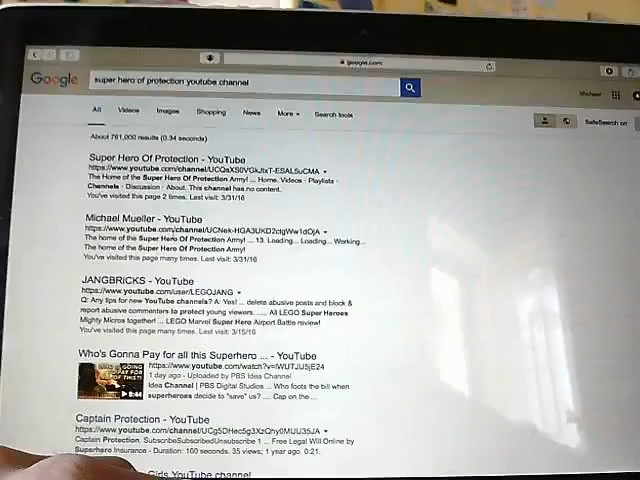 google.com
Google super hero of protection youtube channel
Michael
All Videos Images Shopping News More Search tools
SafeSearch on
About 761,000 results (0.34 seconds)
Super Hero Of Protection - YouTube
https://www.youtube.com/channel/
The Home of the Super Hero Of Protection Army! ... Home. Videos · Playlists ·
Channels · Discussion · About. This channel has no content.
You've visited this page 2 times. Last visit: 3/31/16
Michael Mueller - YouTube
https://www.youtube.com/channel/
The home of the Super Hero Of Protection Army! ... 13. Loading... Loading... Working...
The home of the Super Hero Of Protection Army!
You've visited this page many times. Last visit: 3/31/16
JANGBRICKS - YouTube
https://www.youtube.com/user/LEGOJANG
Q: Any tips for new YouTube channels? A: Yes! ... delete abusive posts and block &
report abusive commenters to protect young viewers. ..... All LEGO Super Heroes
Mighty Micros together! ... LEGO Marvel Super Hero Airport Battle review!
You've visited this page many times. Last visit: 3/15/16
Who's Gonna Pay for all this Superhero ... - YouTube
https://www.youtube.com/watch?v=
1 day ago - Uploaded by PBS Idea Channel
Idea Channel | PBS Digital Studios ... Who foots the bill when
superheroes decide to "save" us? ... Cap on the ...
8:44
Captain Protection - YouTube
https://www.youtube.com/channel/
Captain Protection. SubscribeSubscribedUnsubscribe 1 ... Free Legal Will Online by
Superhero Insurance - Duration: 100 seconds. 35 views; 1 year ago. 0:21.
Girls YouTube channel